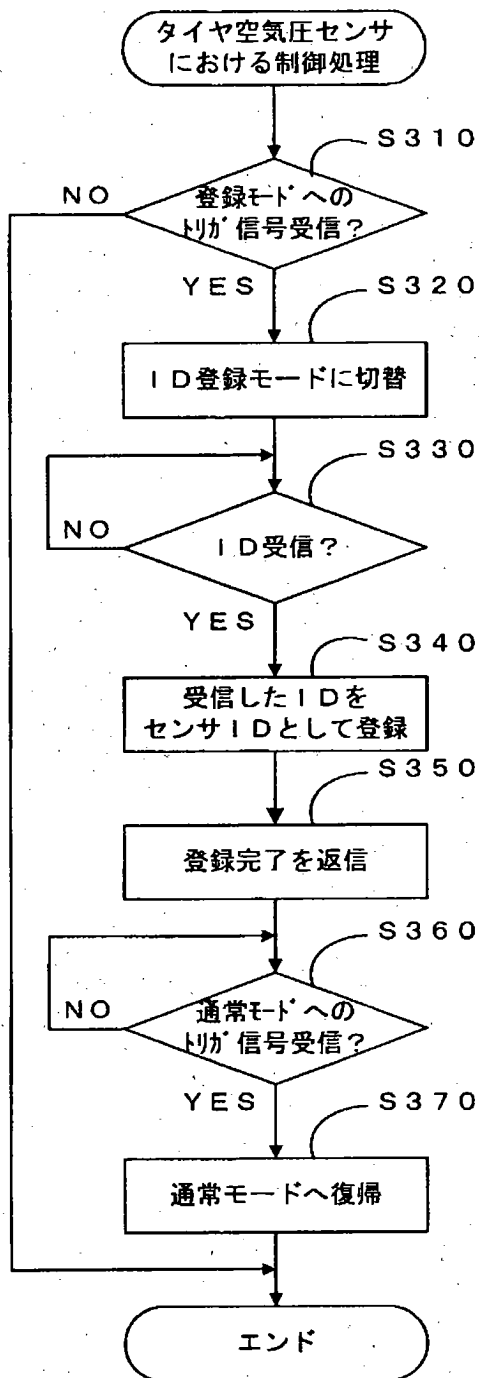 タイヤ空気圧センサ
における制御処理
S310
登録ﾓｰﾄﾞへの
ﾄﾘｶﾞ信号受信?
NO
YES
S320
ID登録モードに切替
S330
ID受信?
NO
YES
S340
受信したIDを
センサIDとして登録
S350
登録完了を返信
S360
通常ﾓｰﾄﾞへの
ﾄﾘｶﾞ信号受信?
NO
YES
S370
通常モードへ復帰
エンド